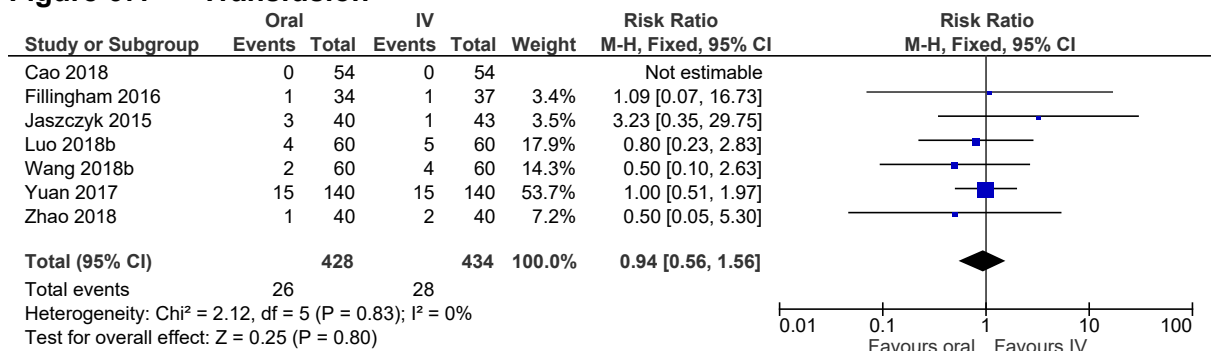 Oral IV Risk Ratio Risk Ratio
Study or Subgroup Events Total Events Total Weight M-H, Fixed, 95% CI M-H, Fixed, 95% CI
Cao 2018 0 54 0 54 Not estimable
Fillingham 2016 1 34 1 37 3.4% 1.09 [0.07, 16.73]
Jaszczyk 2015 3 40 1 43 3.5% 3.23 [0.35, 29.75]
Luo 2018b 4 60 5 60 17.9% 0.80 [0.23, 2.83]
Wang 2018b 2 60 4 60 14.3% 0.50 [0.10, 2.63]
Yuan 2017 15 140 15 140 53.7% 1.00 [0.51, 1.97]
Zhao 2018 1 40 2 40 7.2% 0.50 [0.05, 5.30]
Total (95% CI) 428 434 100.0% 0.94 [0.56, 1.56]
Total events 26 28
Heterogeneity: Chi² = 2.12, df = 5 (P = 0.83); I² = 0%
Test for overall effect: Z = 0.25 (P = 0.80)
0.01 0.1 1 10 100
Favours oral Favours IV